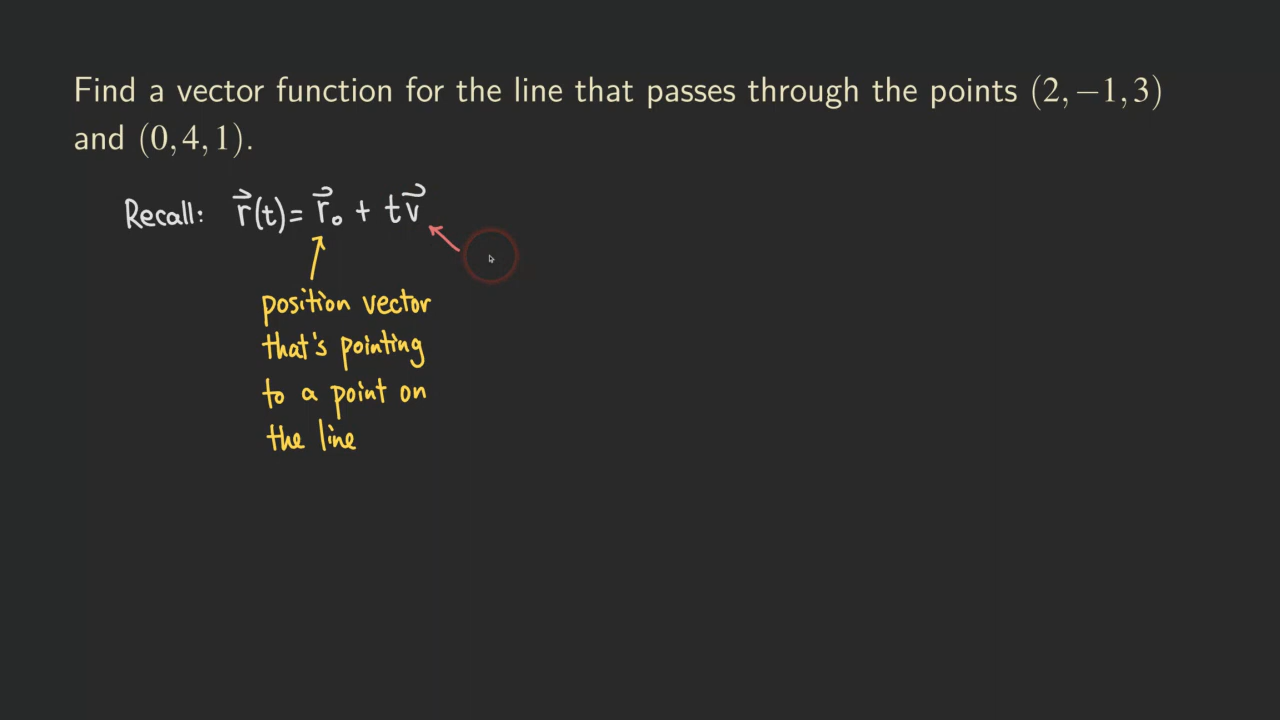 Find a vector function for the line that passes through the points (2, −1, 3)
and (0, 4, 1).
Recall: r⃗(t) = r⃗₀ + tv⃗
position vector
that's pointing
to a point on
the line